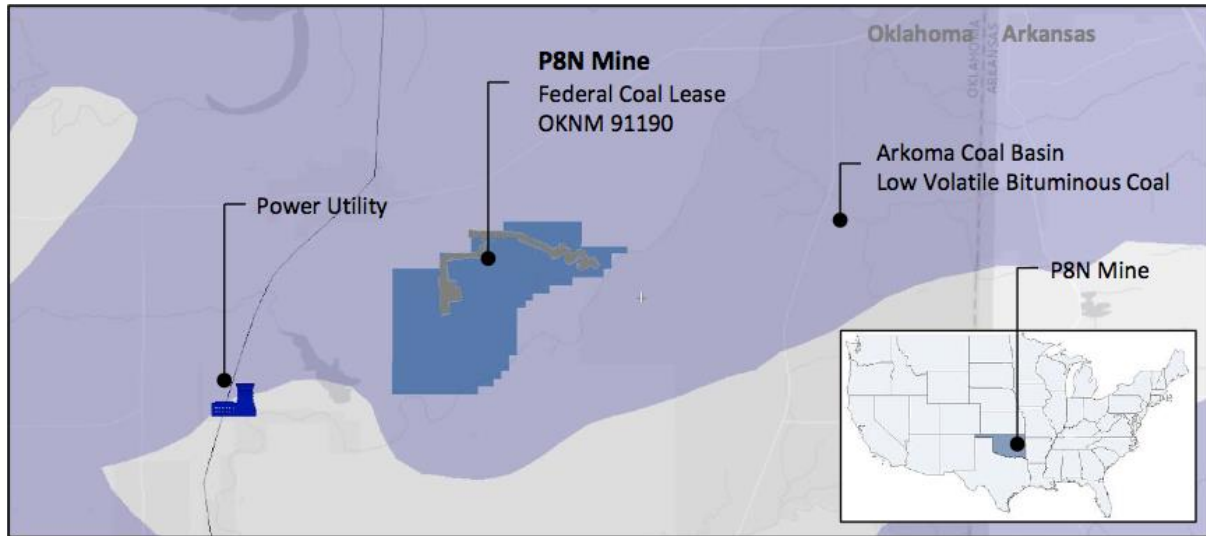 Oklahoma Arkansas
OKLAHOMA
ARKANSAS
P8N Mine
Federal Coal Lease
OKNM 91190
Arkoma Coal Basin
Low Volatile Bituminous Coal
Power Utility
P8N Mine